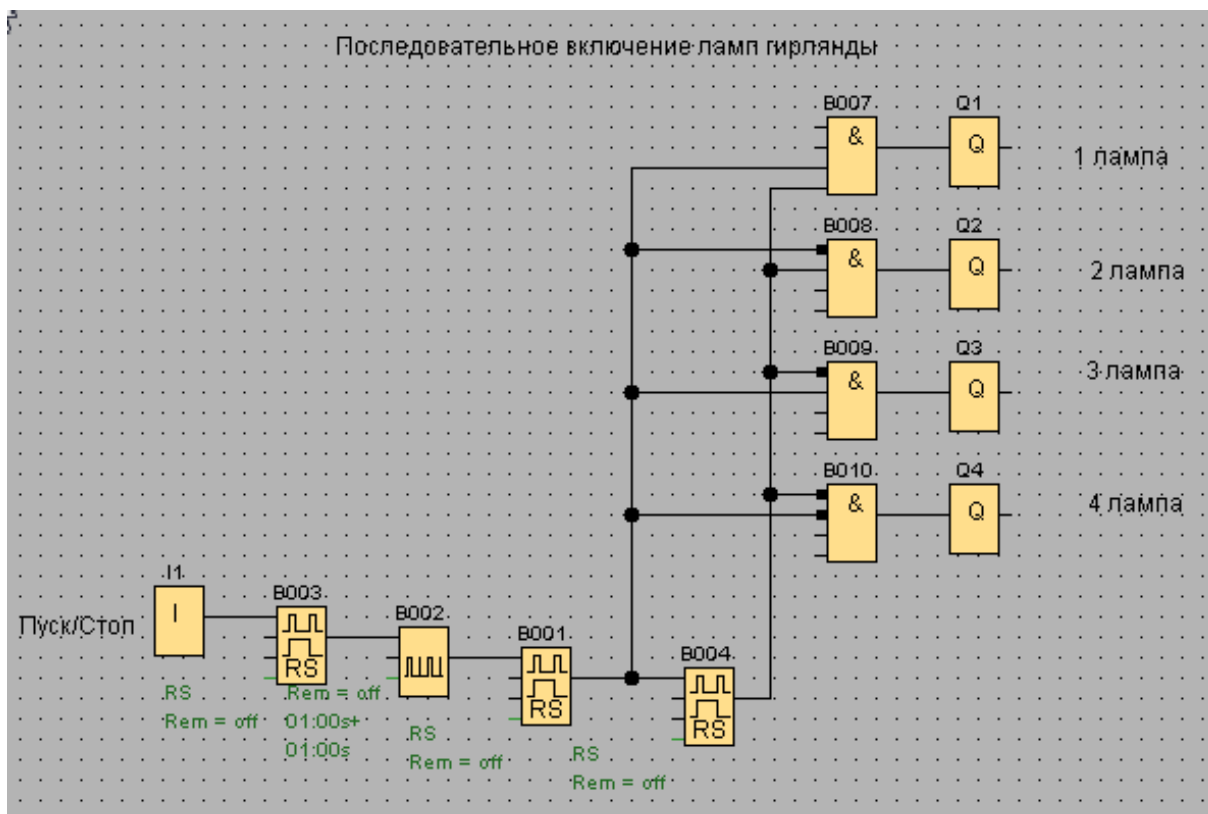 Последовательное включение ламп гирлянды
B007
Q1
&
Q
1 лампа
B008
Q2
&
Q
2 лампа
B009
Q3
&
Q
3 лампа
B010
Q4
&
Q
4 лампа
I1
I
Пуск/Стоп
B003
RS
B002
B001
RS
B004
RS
RS
Rem = off
Rem = off
01:00s+
01:00s
RS
Rem = off
RS
Rem = off